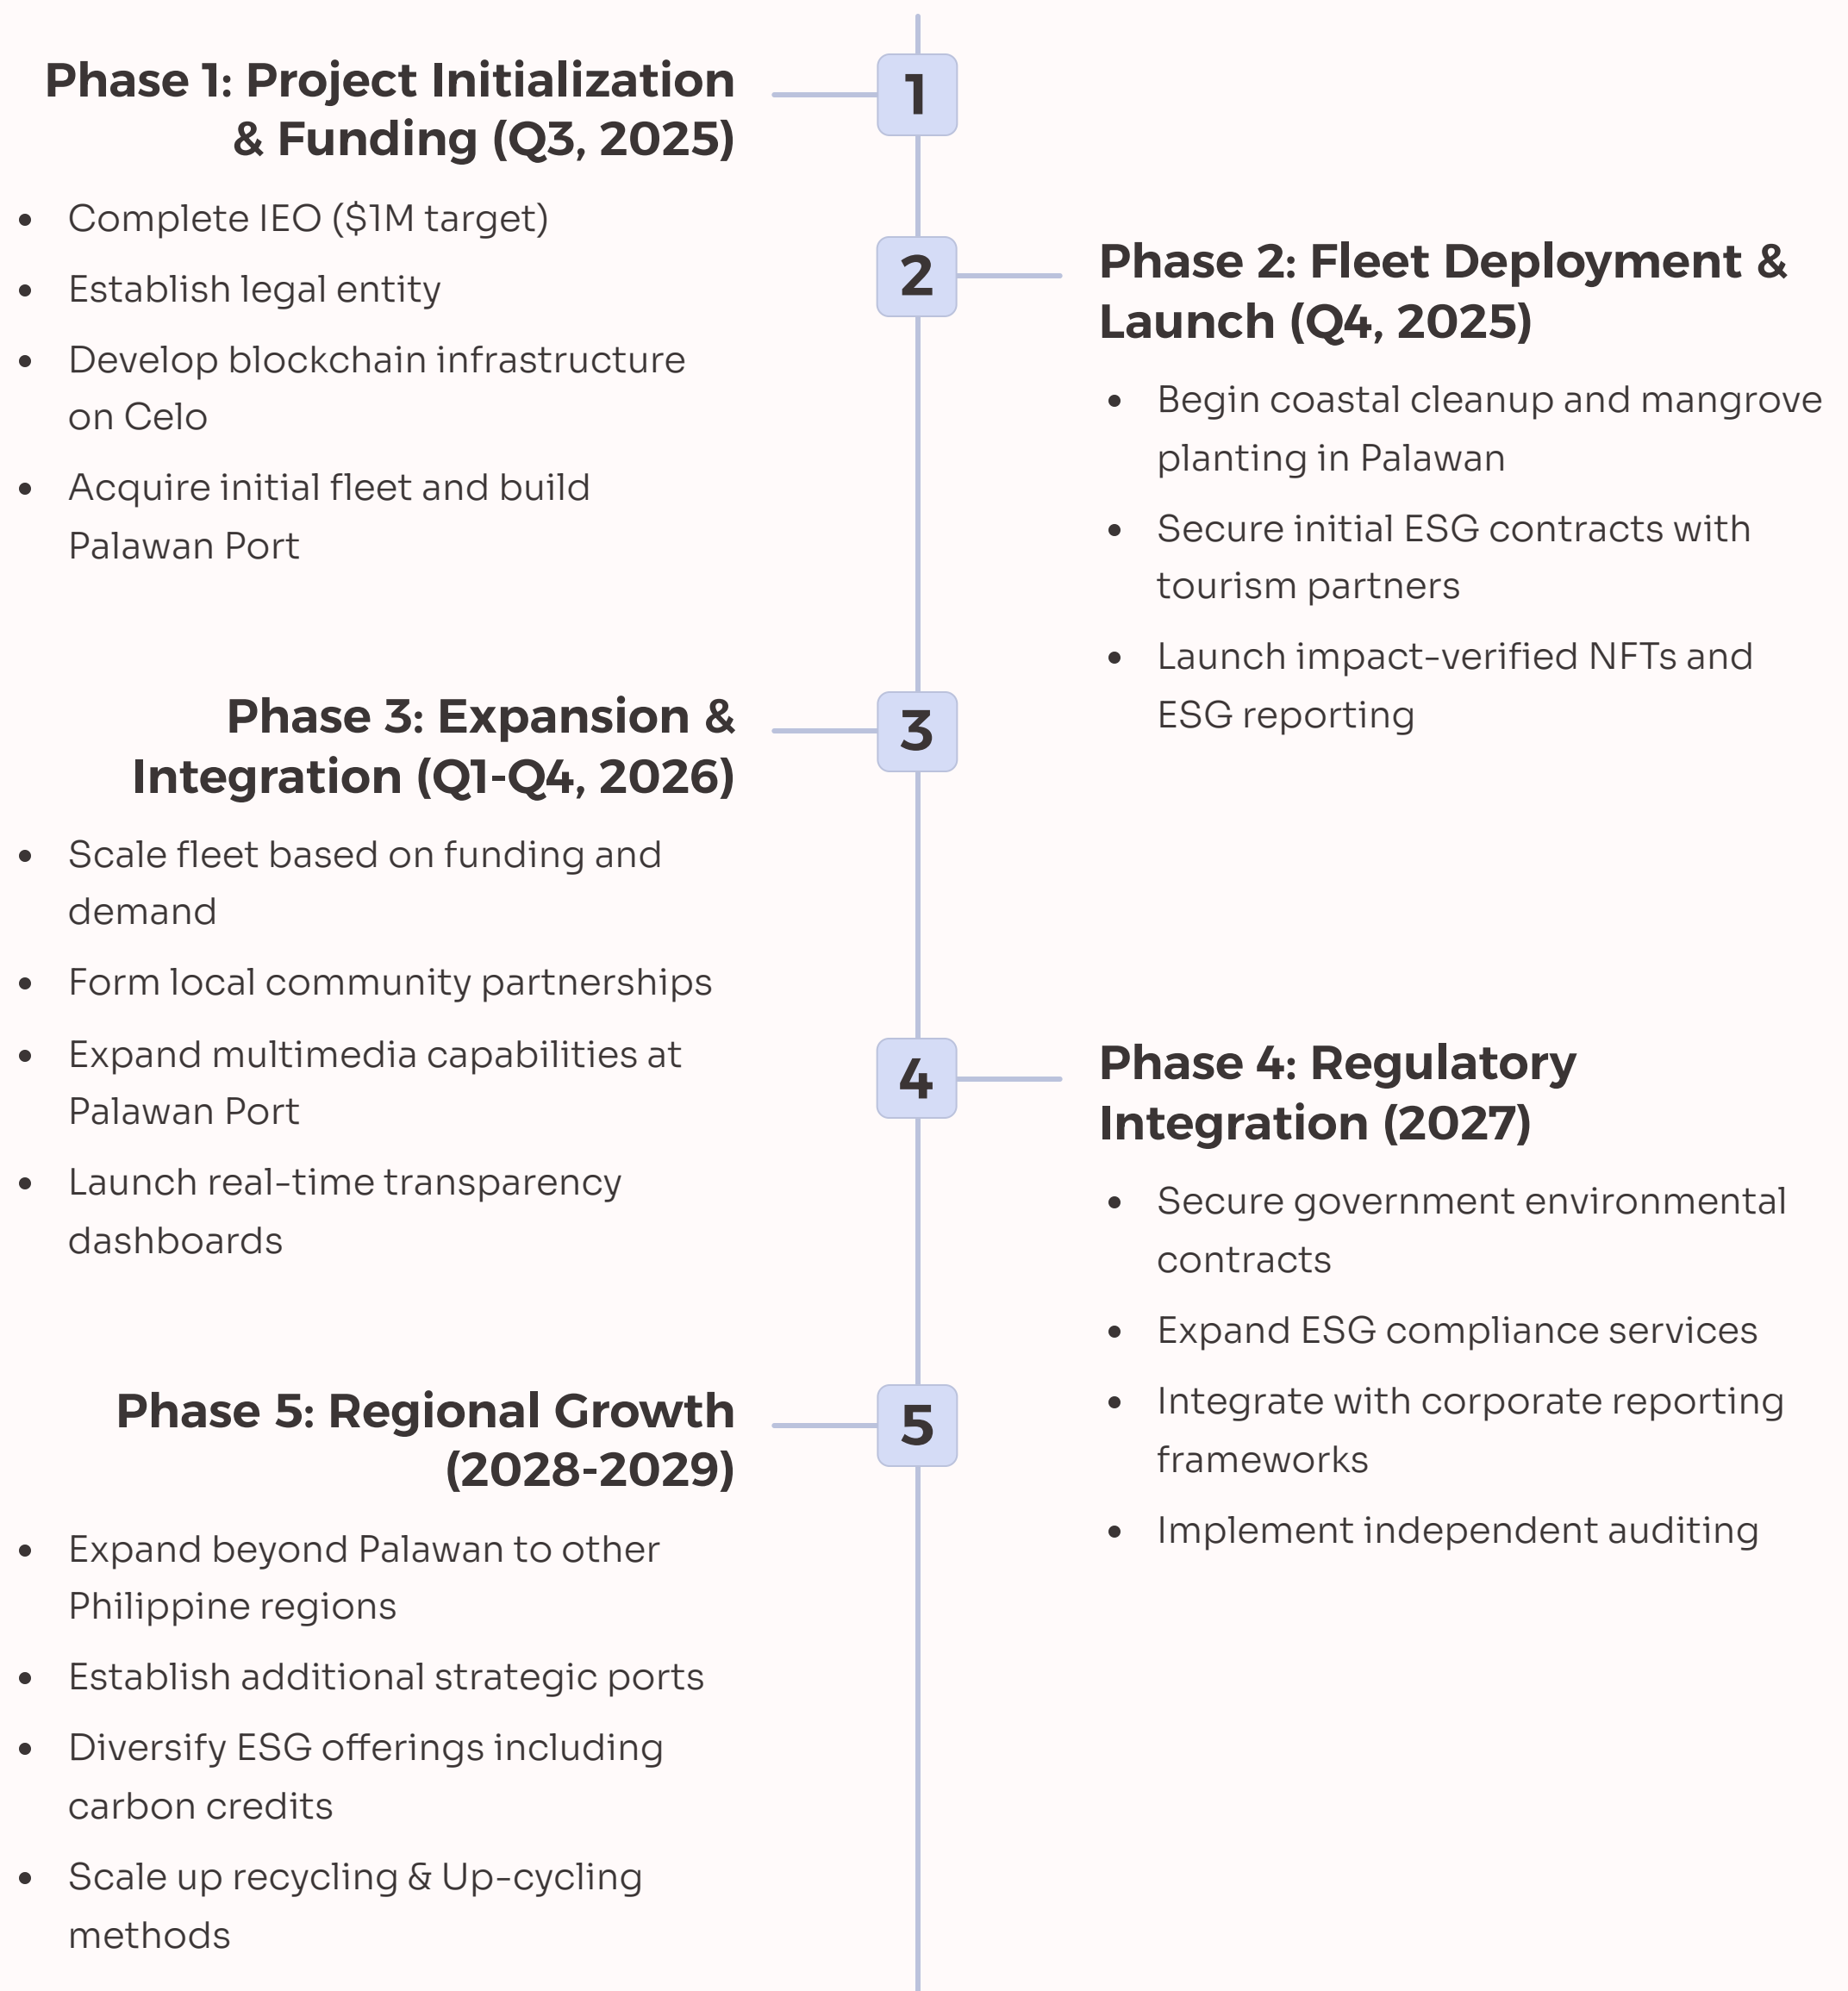 1
Phase 1: Project Initialization
& Funding (Q3, 2025)
• Complete IEO ($1M target)
• Establish legal entity
• Develop blockchain infrastructure
on Celo
• Acquire initial fleet and build
Palawan Port
2
Phase 2: Fleet Deployment &
Launch (Q4, 2025)
• Begin coastal cleanup and mangrove
planting in Palawan
• Secure initial ESG contracts with
tourism partners
• Launch impact-verified NFTs and
ESG reporting
3
Phase 3: Expansion &
Integration (Q1-Q4, 2026)
• Scale fleet based on funding and
demand
• Form local community partnerships
• Expand multimedia capabilities at
Palawan Port
• Launch real-time transparency
dashboards
4
Phase 4: Regulatory
Integration (2027)
• Secure government environmental
contracts
• Expand ESG compliance services
• Integrate with corporate reporting
frameworks
• Implement independent auditing
5
Phase 5: Regional Growth
(2028-2029)
• Expand beyond Palawan to other
Philippine regions
• Establish additional strategic ports
• Diversify ESG offerings including
carbon credits
• Scale up recycling & Up-cycling
methods